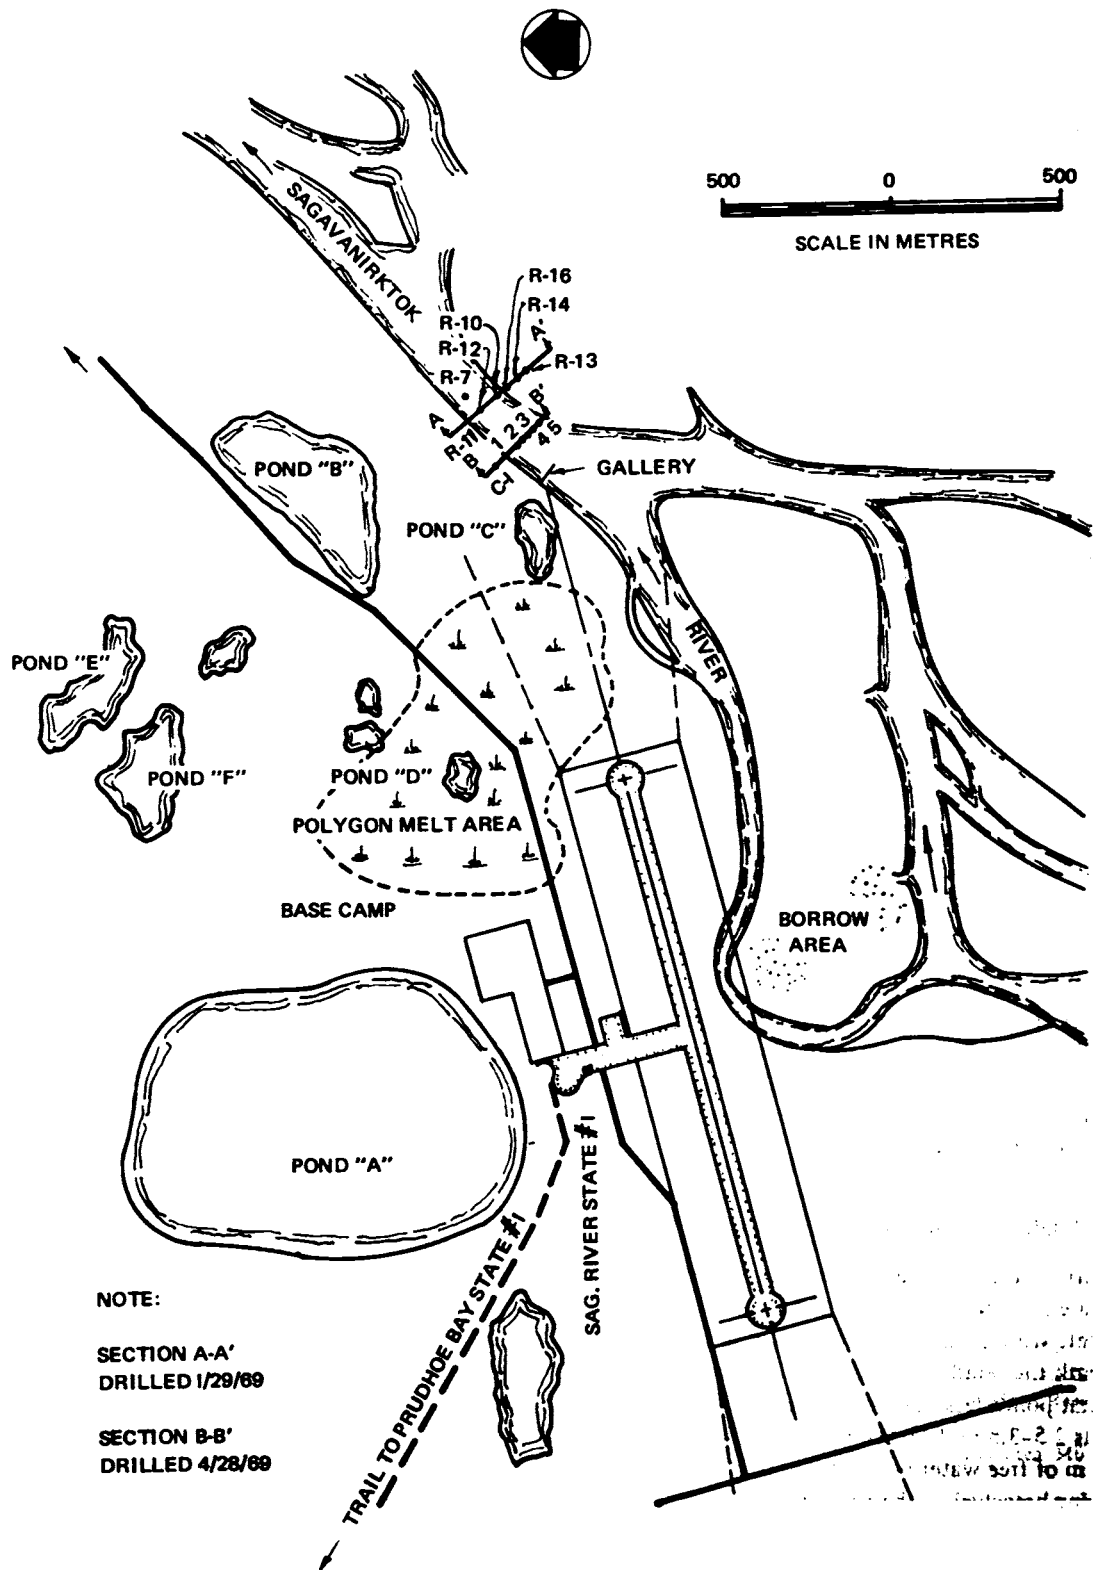 500 0 500
SCALE IN METRES
SAGAVANIRKTOK
R-16
R-14
R-10
A'
R-12
R-13
R-7
B'
A
R-11
1 2 3
4 5
B
GALLERY
POND "B"
POND "C"
RIVER
POND "E"
POND "F"
POND "D"
POLYGON MELT AREA
BASE CAMP
BORROW
AREA
POND "A"
SAG. RIVER STATE #1
TRAIL TO PRUDHOE BAY STATE #1
NOTE:
SECTION A-A'
DRILLED 1/29/69
SECTION B-B'
DRILLED 4/28/69